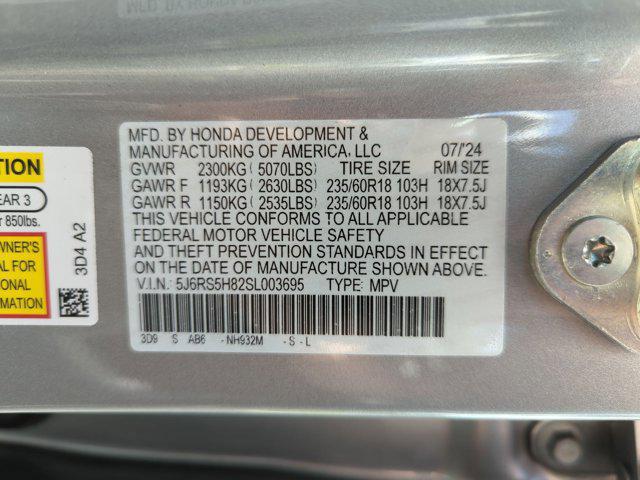 MFD. BY HONDA DEVELOPMENT &
MANUFACTURING OF AMERICA, LLC 07/'24
GVWR 2300KG (5070LBS) TIRE SIZE RIM SIZE
GAWR F 1193KG (2630LBS) 235/60R18 103H 18X7.5J
GAWR R 1150KG (2535LBS) 235/60R18 103H 18X7.5J
THIS VEHICLE CONFORMS TO ALL APPLICABLE
FEDERAL MOTOR VEHICLE SAFETY
AND THEFT PREVENTION STANDARDS IN EFFECT
ON THE DATE OF MANUFACTURE SHOWN ABOVE.
V.I.N.: 5J6RS5H82SL003695 TYPE: MPV
3D9 S AB6 -NH932M -S-L
TION
EAR 3
r 850lbs.
OWNER'S
AL FOR
IONAL
RMATION
3D4 A2